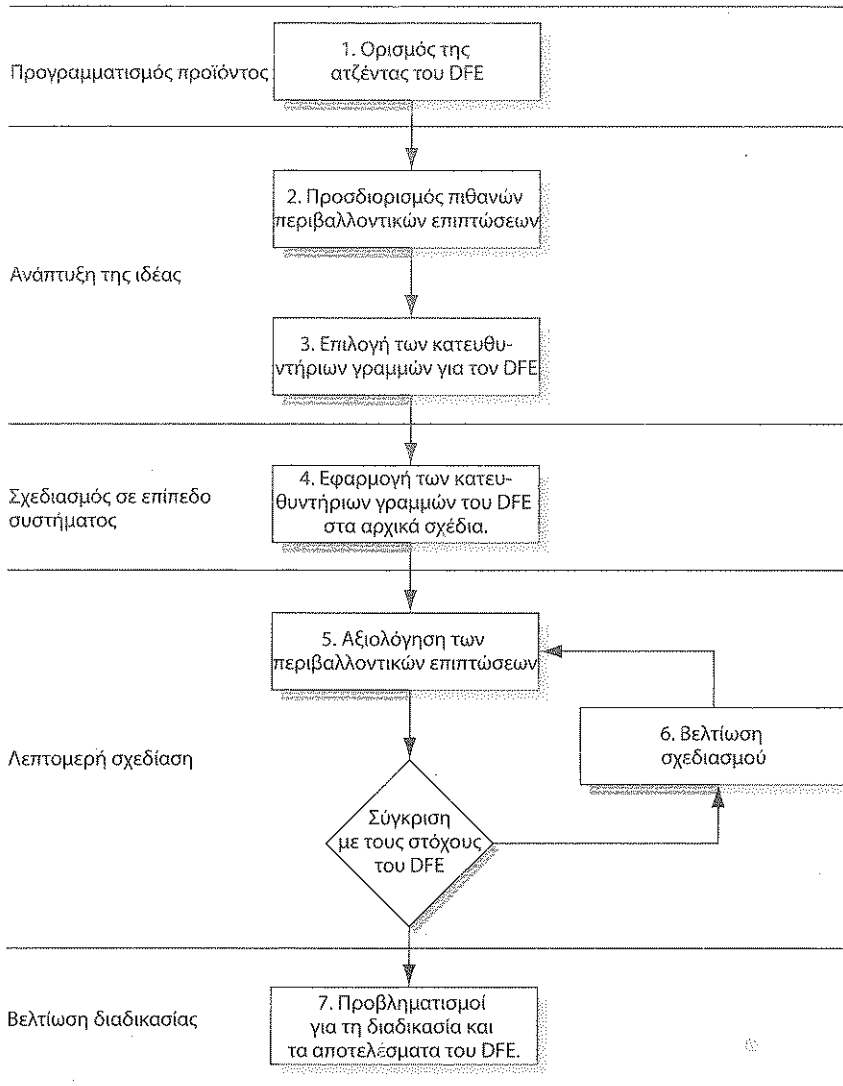 1. Ορισμός της
ατζέντας του DFE
Προγραμματισμός προϊόντος
2. Προσδιορισμός πιθανών
περιβαλλοντικών επιπτώσεων
Ανάπτυξη της ιδέας
3. Επιλογή των κατευθυ-
ντήριων γραμμών για τον DFE
Σχεδιασμός σε επίπεδο
συστήματος
4. Εφαρμογή των κατευ-
θυντήριων γραμμών του DFE
στα αρχικά σχέδια.
5. Αξιολόγηση των
περιβαλλοντικών επιπτώσεων
6. Βελτίωση
σχεδιασμού
Λεπτομερή σχεδίαση
Σύγκριση
με τους στόχους
του DFE
Βελτίωση διαδικασίας
7. Προβληματισμοί
για τη διαδικασία και
τα αποτελέσματα του DFE.